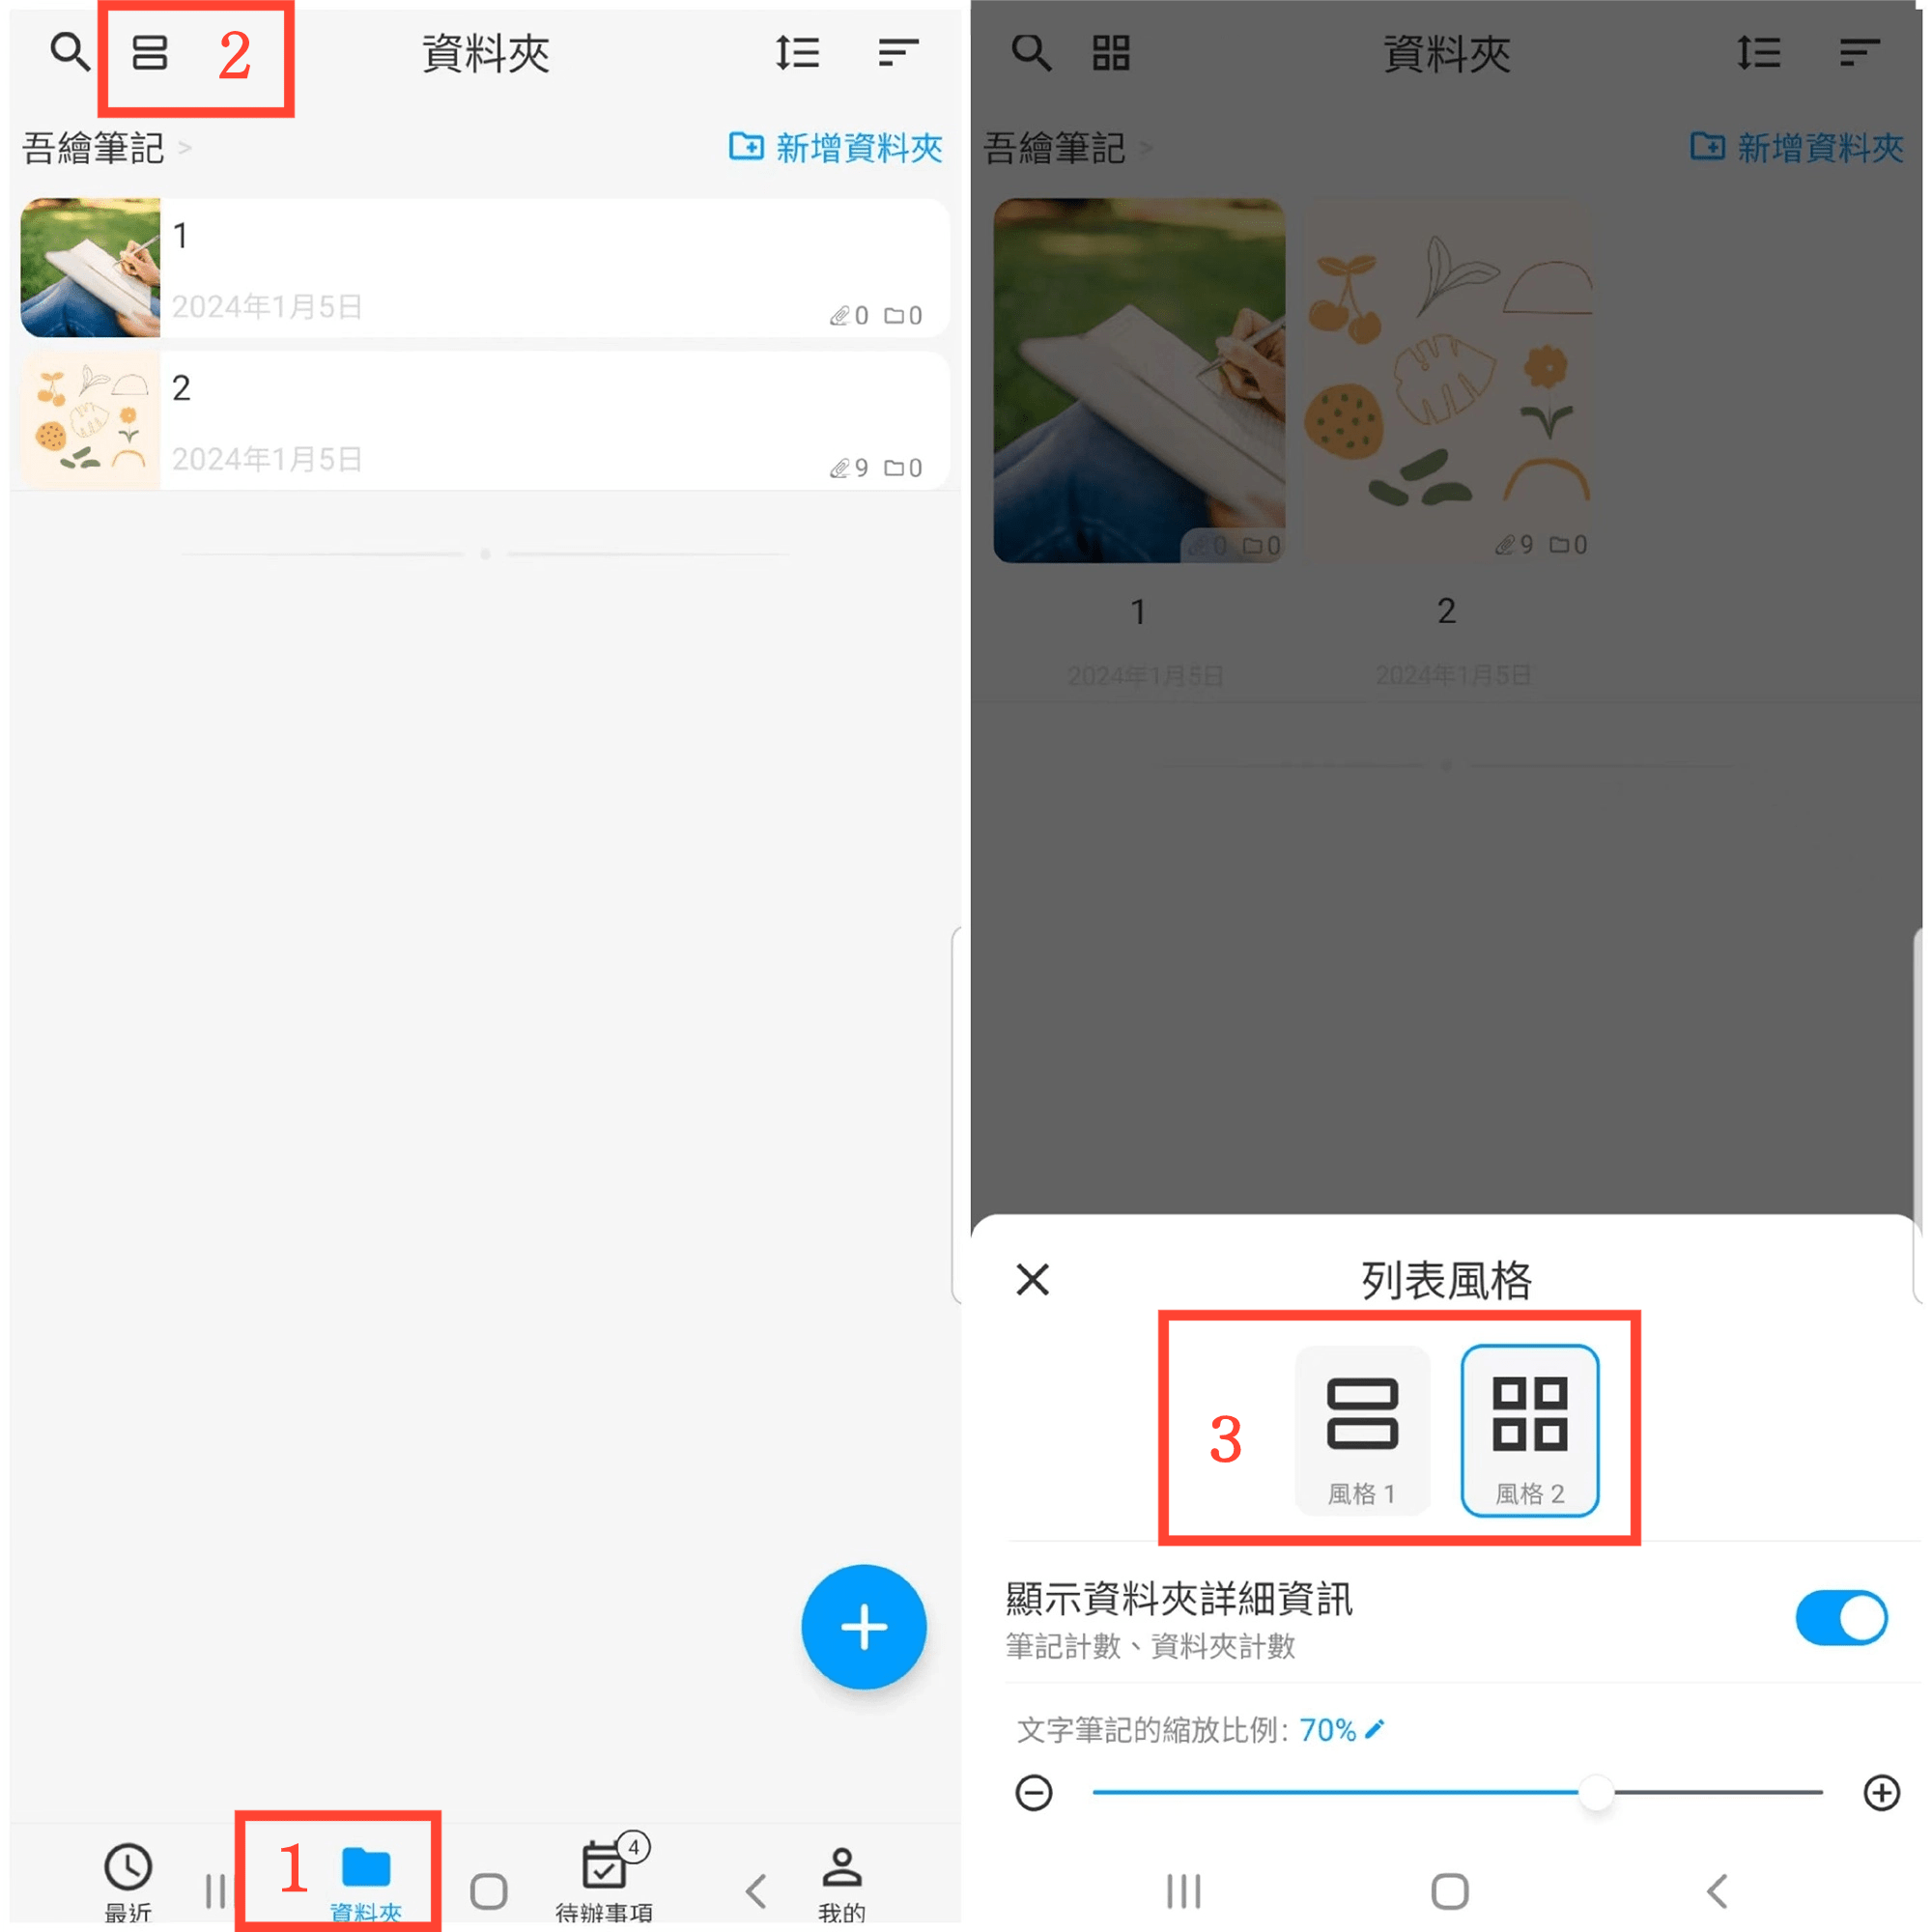 2
資料夾
吾繪筆記 >
新增資料夾
1
2024年1月5日
0 0
2
2024年1月5日
9 0
1
最近
資料夾
4
待辦事項
我的
資料夾
吾繪筆記 >
新增資料夾
0 0
9 0
1
2
2024年1月5日
2024年1月5日
列表風格
3
風格 1
風格 2
顯示資料夾詳細資訊
筆記計數、資料夾計數
文字筆記的縮放比例: 70%